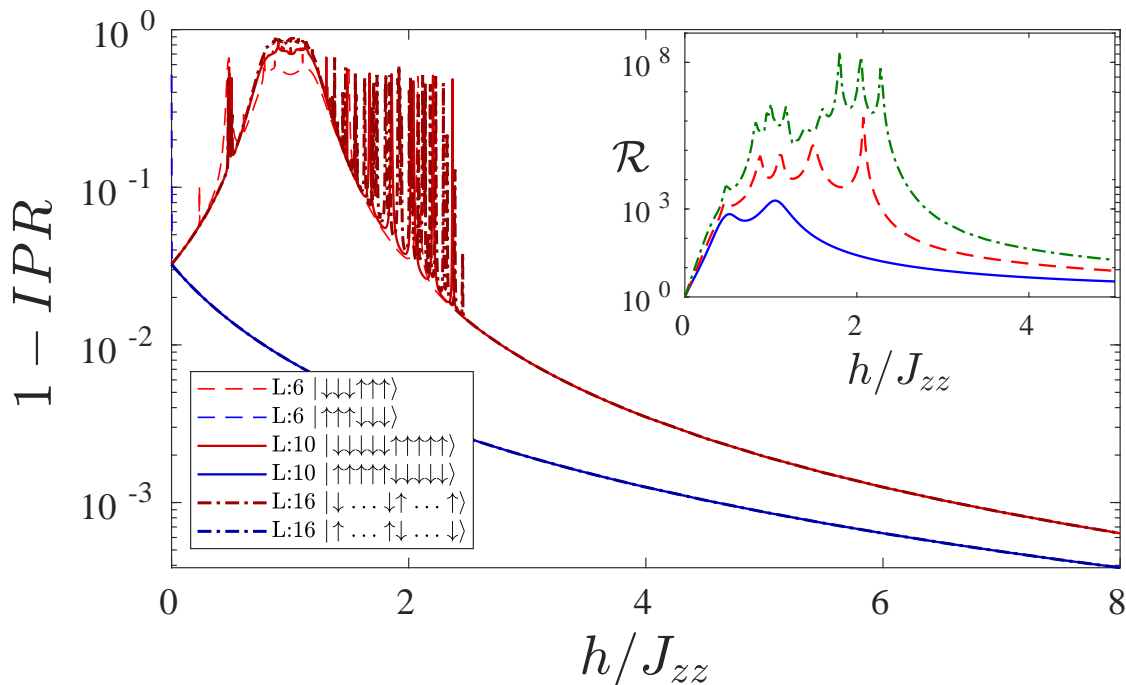 1 − IPR
10^0
10^-1
10^-2
10^-3
0 2 4 6 8
h/J_zz
L:6 |↓↓↓↑↑↑⟩
L:6 |↑↑↑↓↓↓⟩
L:10 |↓↓↓↓↓↑↑↑↑↑⟩
L:10 |↑↑↑↑↑↓↓↓↓↓⟩
L:16 |↓ … ↓↑ … ↑⟩
L:16 |↑ … ↑↓ … ↓⟩
ℛ
10^8
10^3
10^0
0 2 4
h/J_zz